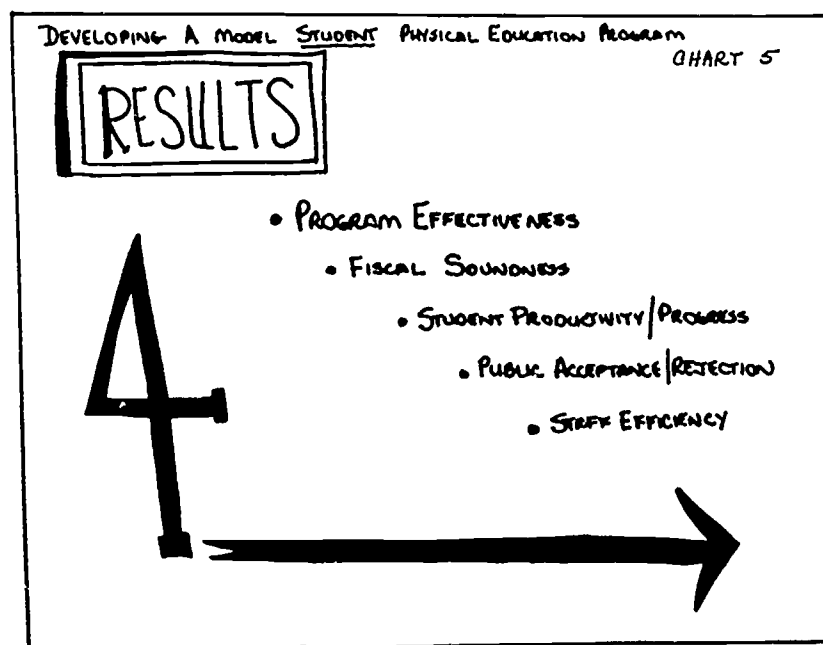 DEVELOPING A MODEL STUDENT PHYSICAL EDUCATION PROGRAM
CHART 5
RESULTS
• PROGRAM EFFECTIVENESS
• FISCAL SOUNDNESS
• STUDENT PRODUCTIVITY/PROGRESS
• PUBLIC ACCEPTANCE/REJECTION
• STAFF EFFICIENCY
4